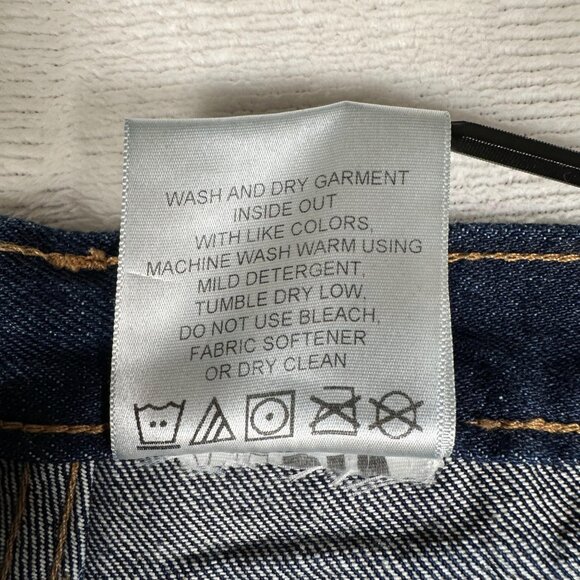 WASH AND DRY GARMENT
INSIDE OUT
WITH LIKE COLORS,
MACHINE WASH WARM USING
MILD DETERGENT,
TUMBLE DRY LOW,
DO NOT USE BLEACH,
FABRIC SOFTENER
OR DRY CLEAN